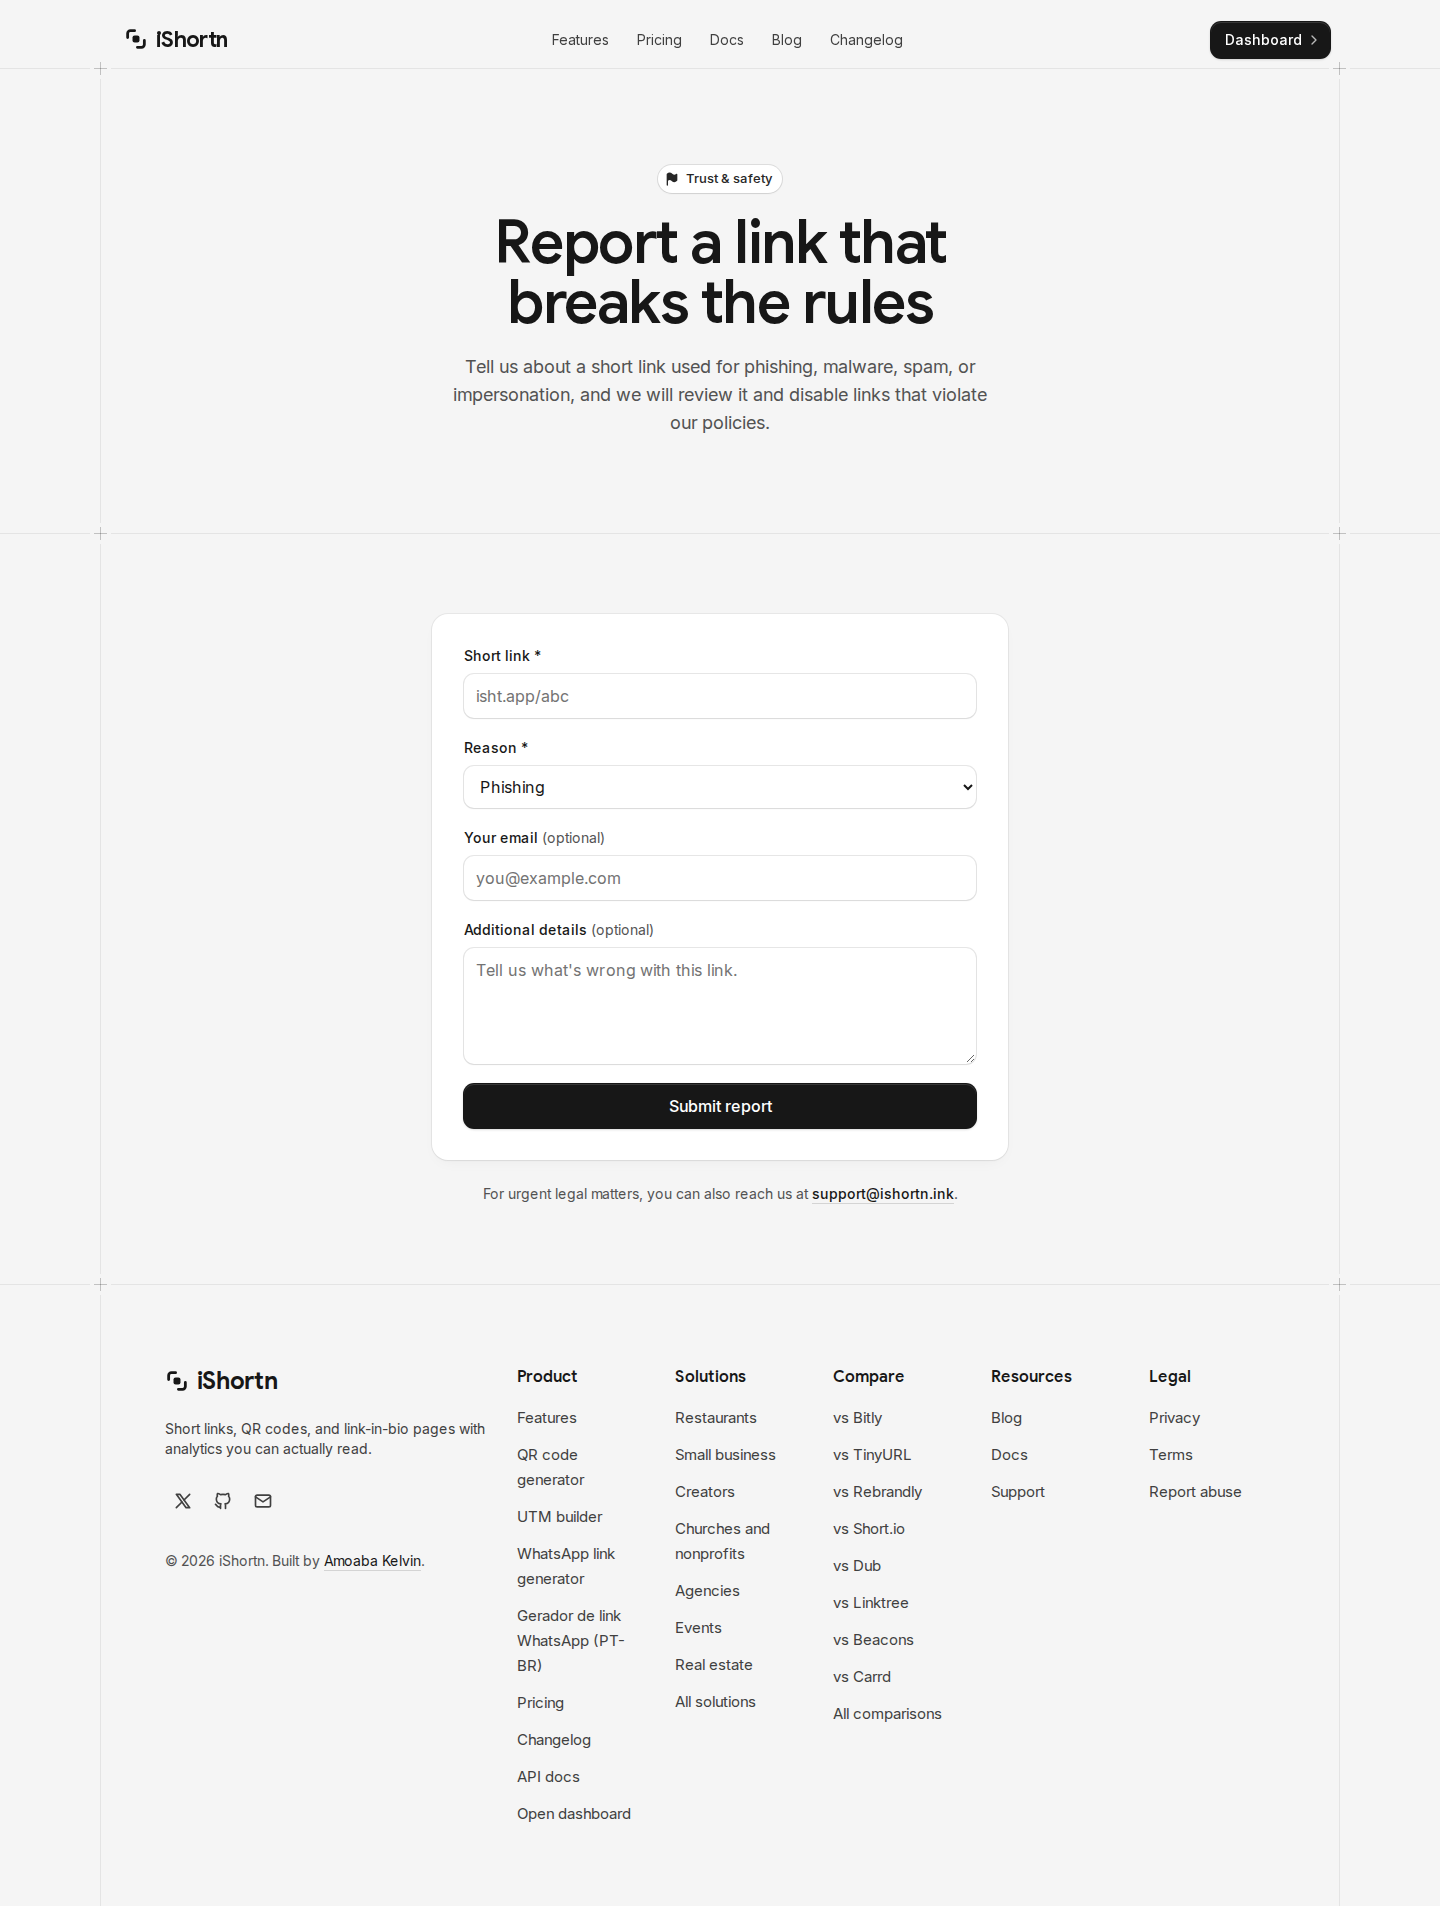 iShortn
Features
Pricing
Docs
Blog
Changelog
Dashboard
Trust & safety
Report a link that
breaks the rules
Tell us about a short link used for phishing, malware, spam, or
impersonation, and we will review it and disable links that violate
our policies.
Short link *
isht.app/abc
Reason *
Phishing
Your email (optional)
you@example.com
Additional details (optional)
Tell us what's wrong with this link.
Submit report
For urgent legal matters, you can also reach us at support@ishortn.ink.
iShortn
Short links, QR codes, and link-in-bio pages with
analytics you can actually read.
© 2026 iShortn. Built by Amoaba Kelvin.
Product
Features
QR code
generator
UTM builder
WhatsApp link
generator
Gerador de link
WhatsApp (PT-
BR)
Pricing
Changelog
API docs
Open dashboard
Solutions
Restaurants
Small business
Creators
Churches and
nonprofits
Agencies
Events
Real estate
All solutions
Compare
vs Bitly
vs TinyURL
vs Rebrandly
vs Short.io
vs Dub
vs Linktree
vs Beacons
vs Carrd
All comparisons
Resources
Blog
Docs
Support
Legal
Privacy
Terms
Report abuse